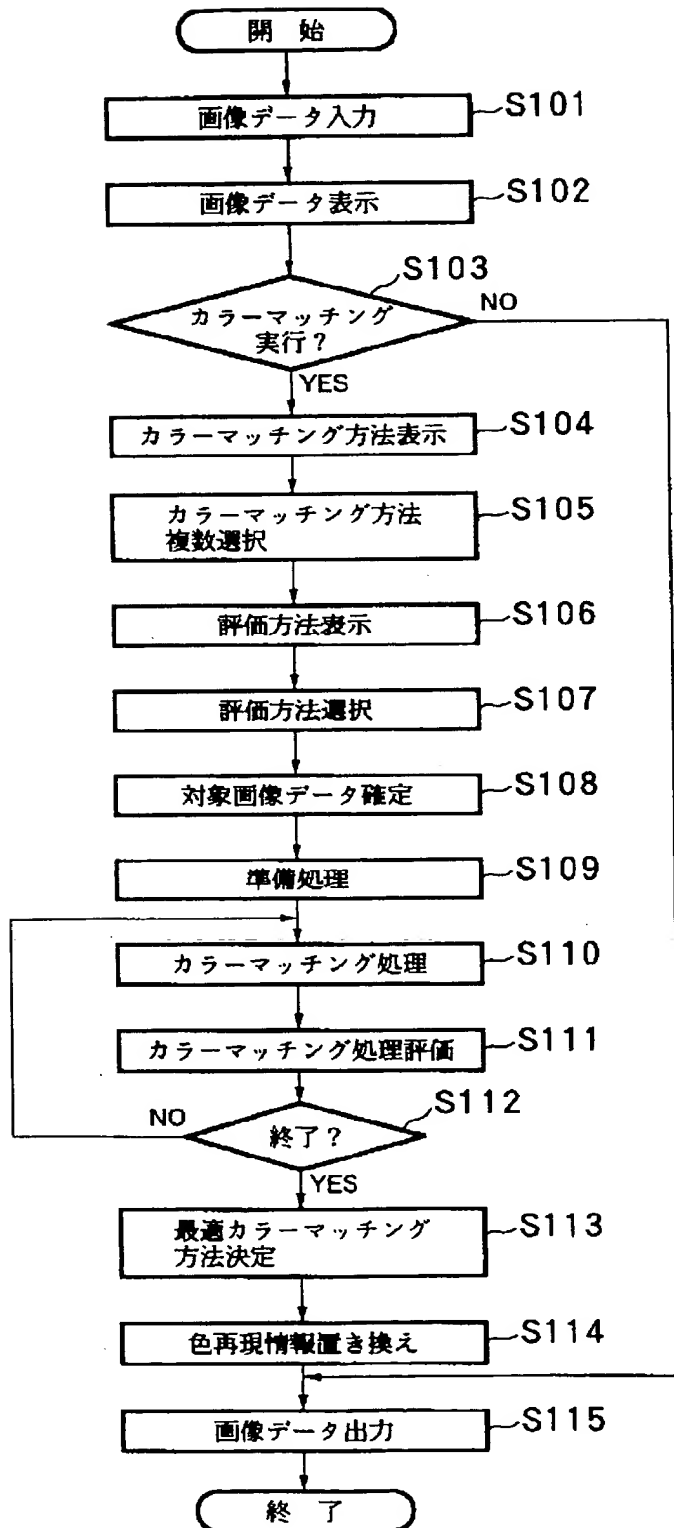 開 始
画像データ入力
S101
画像データ表示
S102
S103
カラーマッチング
実行？
NO
YES
カラーマッチング方法表示
S104
カラーマッチング方法
複数選択
S105
評価方法表示
S106
評価方法選択
S107
対象画像データ確定
S108
準備処理
S109
カラーマッチング処理
S110
カラーマッチング処理評価
S111
S112
NO
終了？
YES
最適カラーマッチング
方法決定
S113
色再現情報置き換え
S114
画像データ出力
S115
終 了